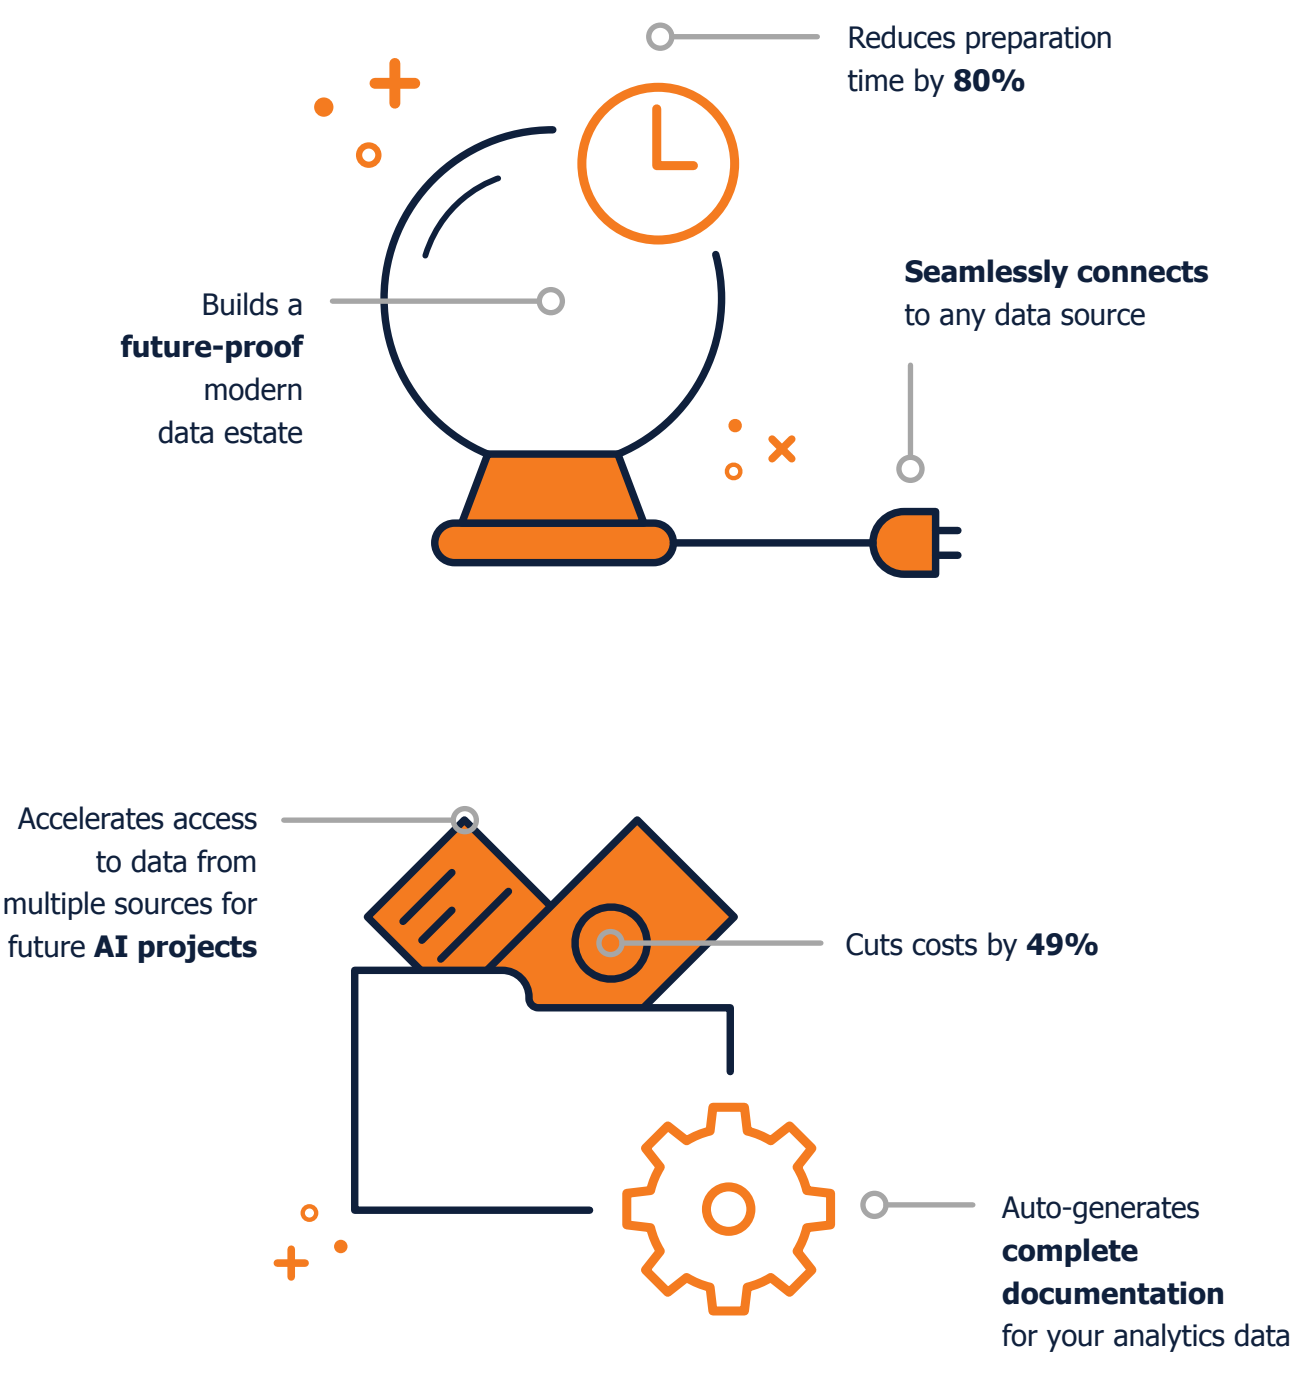 Reduces preparation
time by 80%
Seamlessly connects
to any data source
Builds a
future-proof
modern
data estate
Accelerates access
to data from
multiple sources for
future AI projects
Cuts costs by 49%
Auto-generates
complete
documentation
for your analytics data